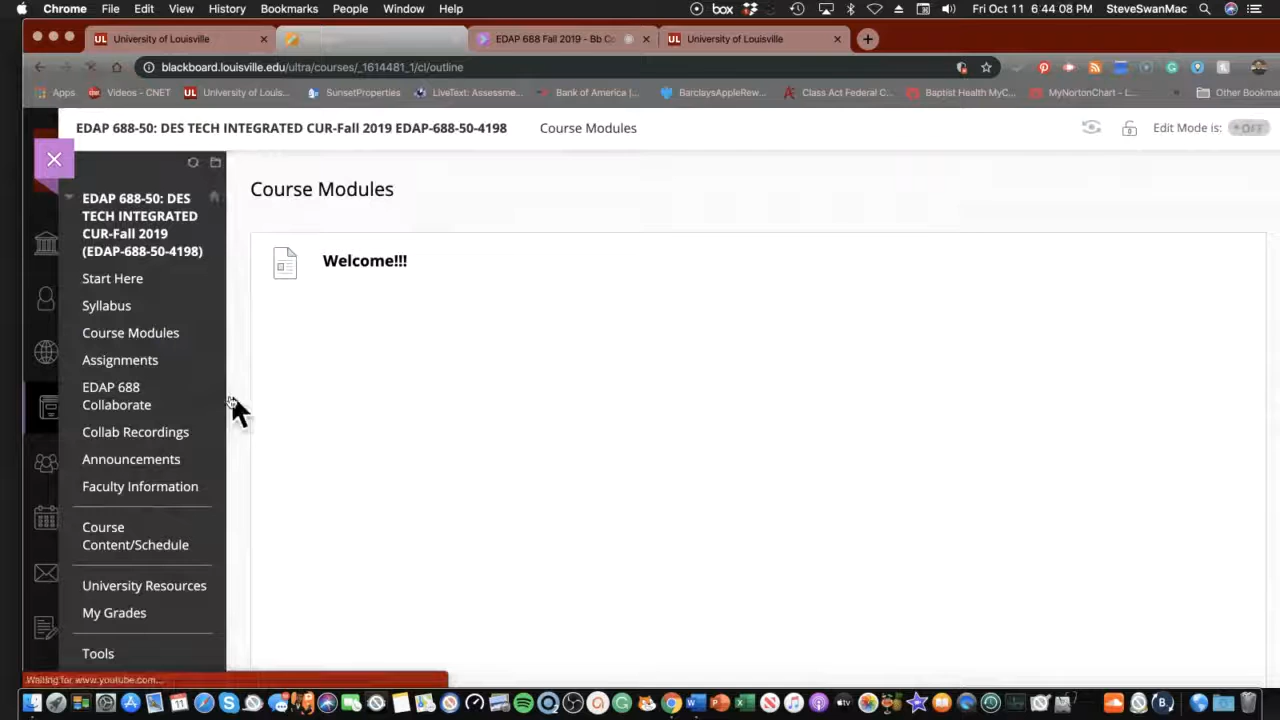 Chrome File Edit View History Bookmarks People Window Help box Fri Oct 11 6:44:08 PM SteveSwanMac
UL University of Louisville EDAP 688 Fall 2019 - Bb Co UL University of Louisville
blackboard.louisville.edu/ultra/courses/_1614481_1/cl/outline
Apps Videos - CNET UL University of Louis... SunsetProperties LiveText: Assessme... Bank of America |... BarclaysAppleRew... Class Act Federal C... Baptist Health MyC... MyNortonChart - L... » Other Bookma
EDAP 688-50: DES TECH INTEGRATED CUR-Fall 2019 EDAP-688-50-4198 Course Modules Edit Mode is: OFF
EDAP 688-50: DES
TECH INTEGRATED
CUR-Fall 2019
(EDAP-688-50-4198)
Start Here
Syllabus
Course Modules
Assignments
EDAP 688
Collaborate
Collab Recordings
Announcements
Faculty Information
Course
Content/Schedule
University Resources
My Grades
Tools
Course Modules
Welcome!!!
Waiting for www.youtube.com...